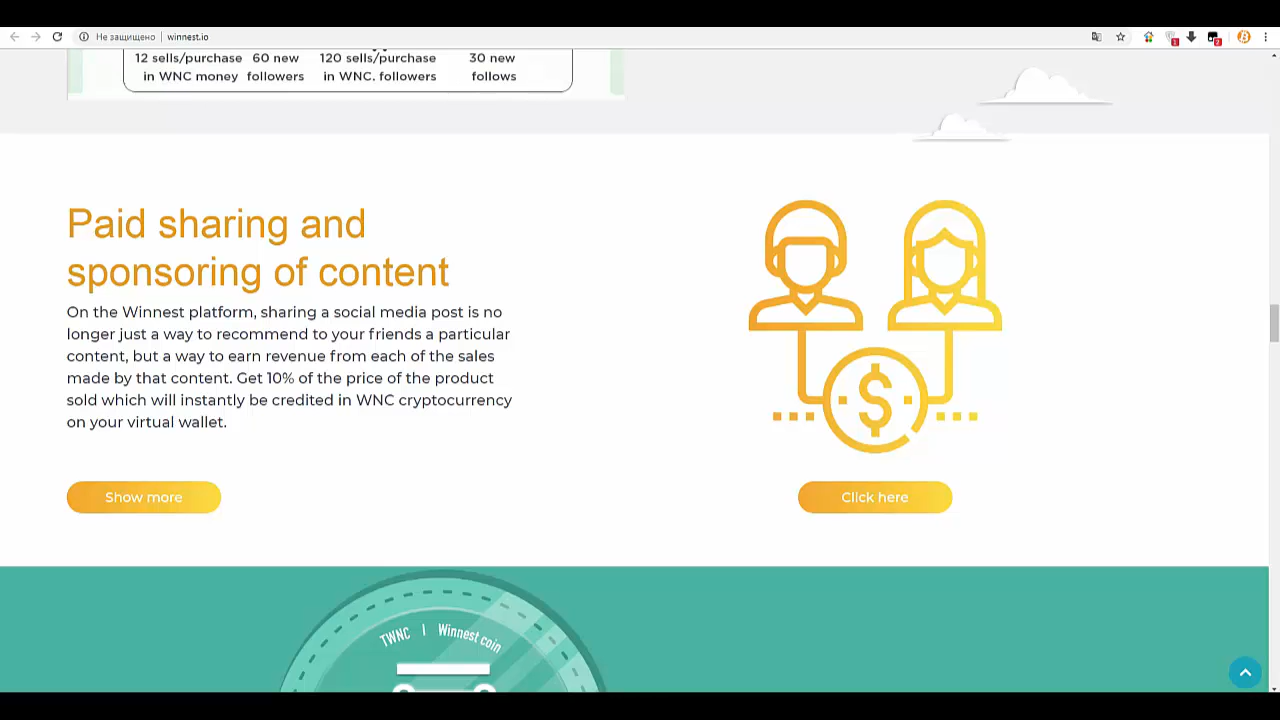 Не защищено | winnest.io
12 sells/purchase 60 new 120 sells/purchase 30 new
in WNC money followers in WNC. followers follows
Paid sharing and
sponsoring of content
On the Winnest platform, sharing a social media post is no
longer just a way to recommend to your friends a particular
content, but a way to earn revenue from each of the sales
made by that content. Get 10% of the price of the product
sold which will instantly be credited in WNC cryptocurrency
on your virtual wallet.
Show more
Click here
TWNC | Winnest coin